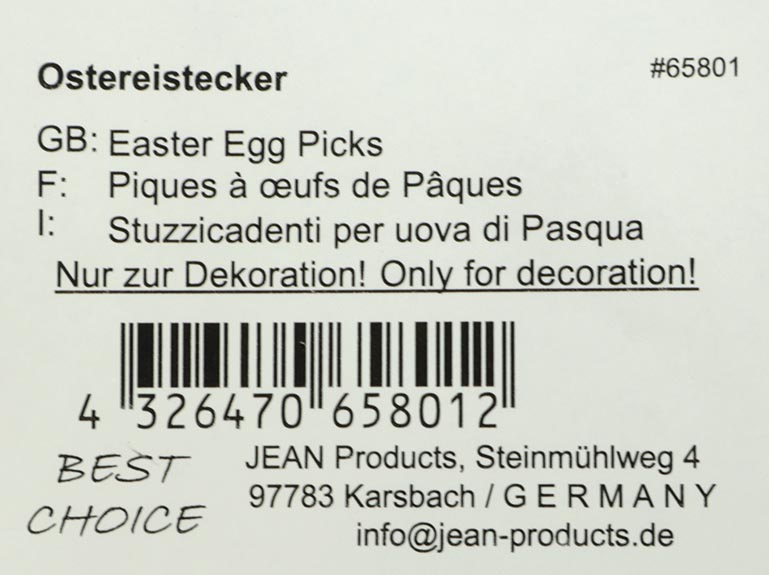 Ostereistecker
#65801
GB: Easter Egg Picks
F: Piques à œufs de Pâques
I: Stuzzicadenti per uova di Pasqua
Nur zur Dekoration! Only for decoration!
4 326470 658012
BEST
CHOICE
JEAN Products, Steinmühlweg 4
97783 Karsbach / G E R M A N Y
info@jean-products.de